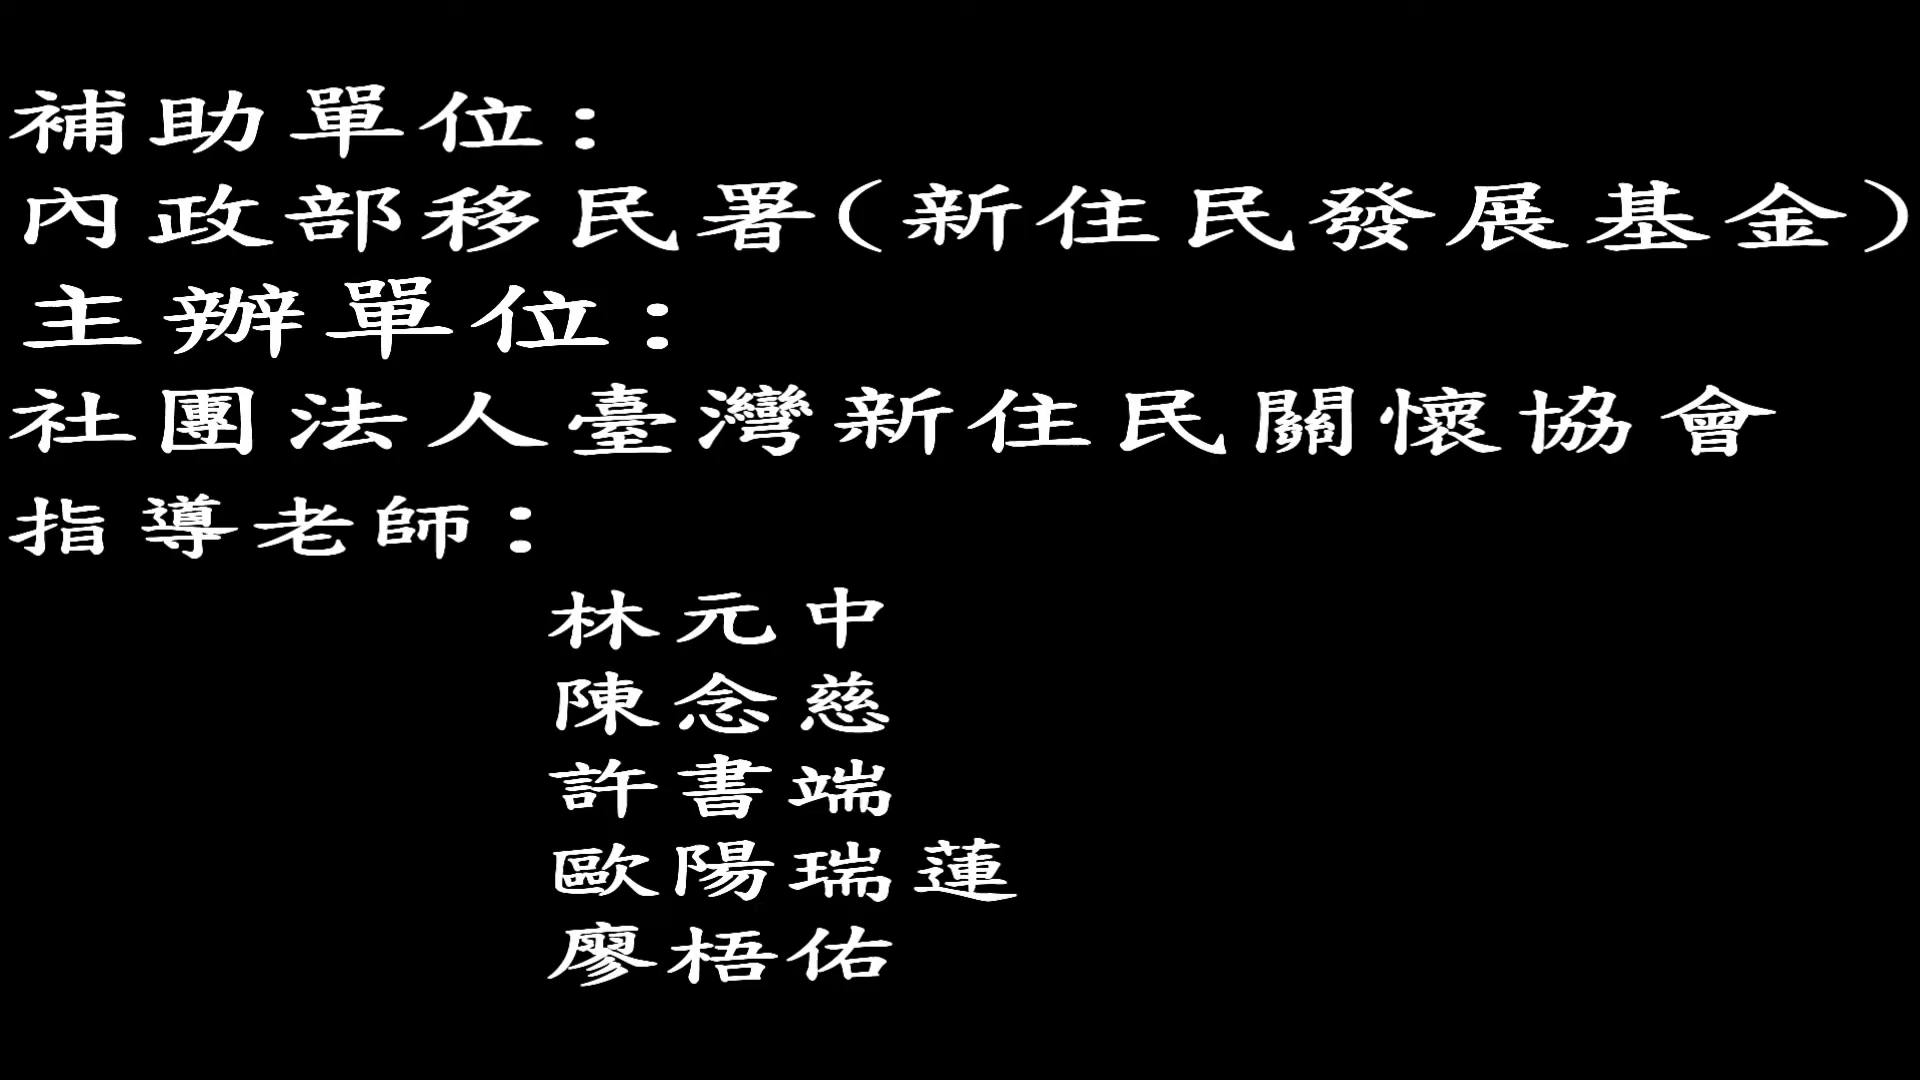 補助單位：
內政部移民署(新住民發展基金)
主辦單位：
社團法人臺灣新住民關懷協會
指導老師：
林元中
陳念慈
許書端
歐陽瑞蓮
廖梧佑